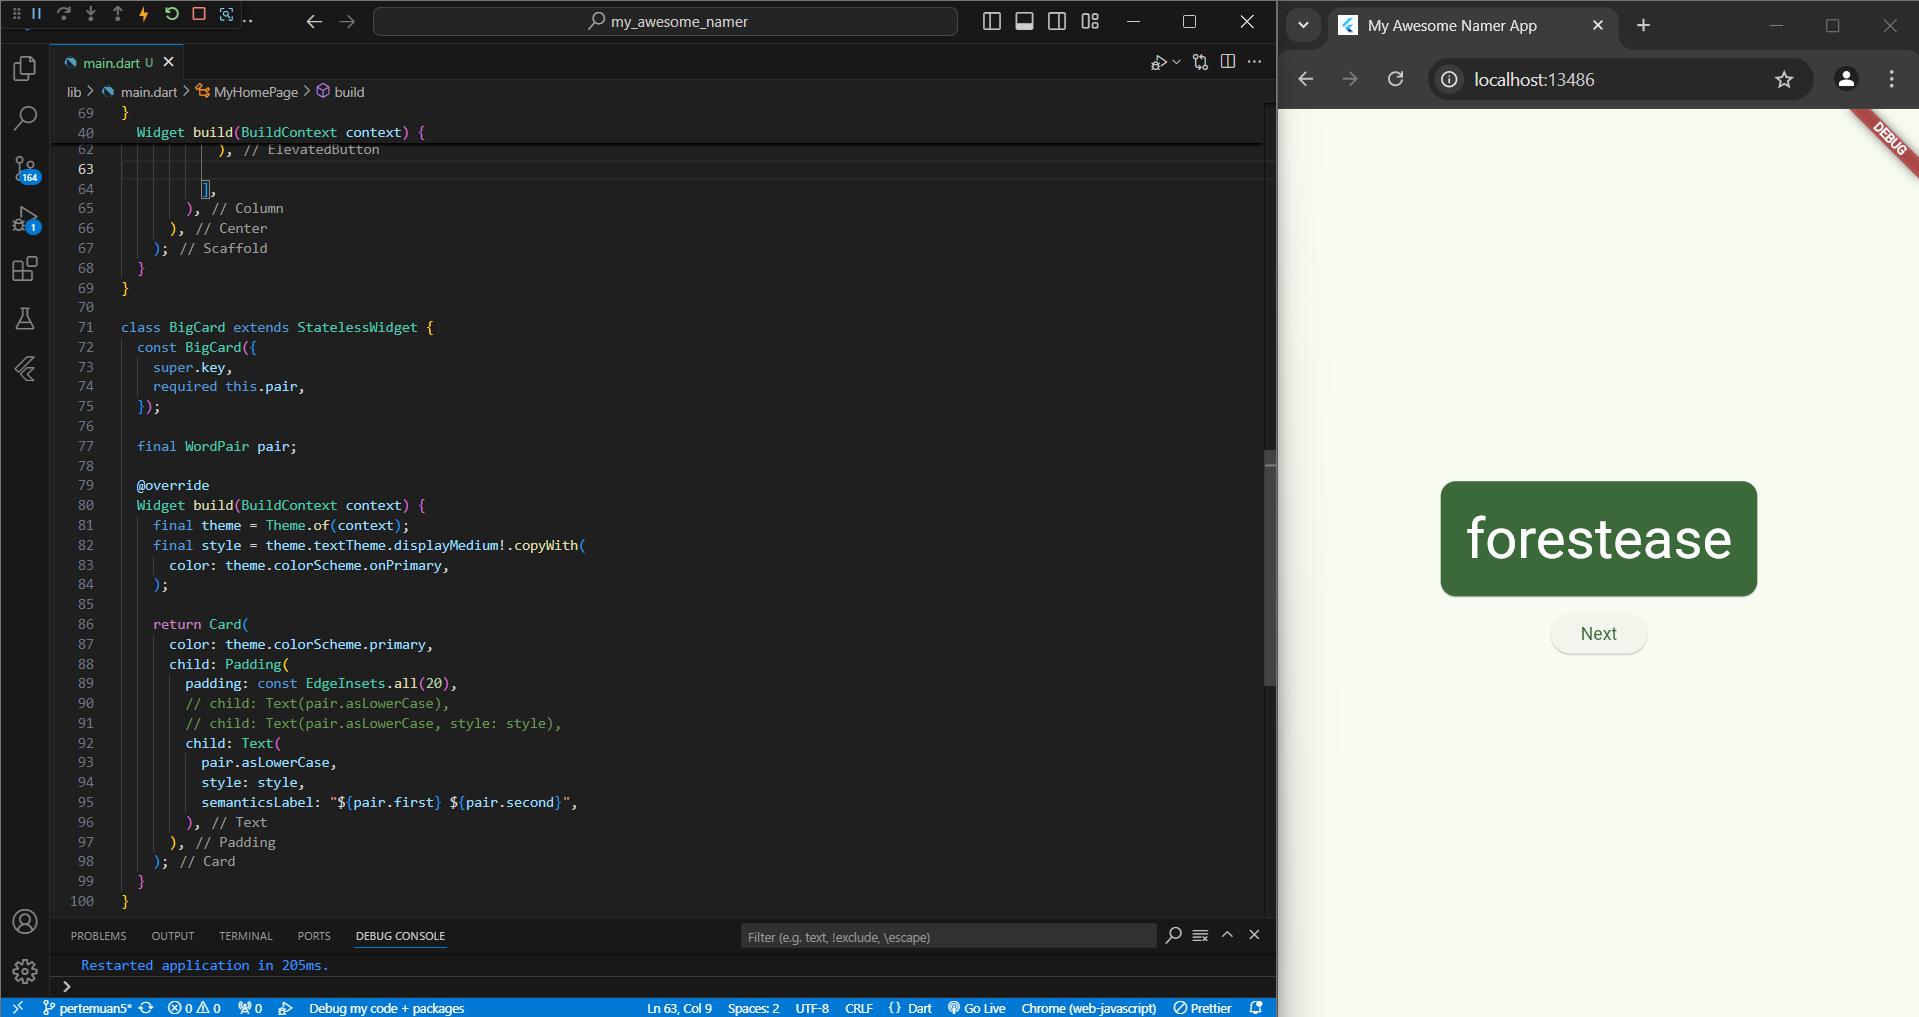 my_awesome_namer
main.dart U
lib > main.dart > MyHomePage > build
69 }
40 Widget build(BuildContext context) {
62 ), // ElevatedButton
63
64 ],
65 ), // Column
66 ), // Center
67 ); // Scaffold
68 }
69 }
70
71 class BigCard extends StatelessWidget {
72 const BigCard({
73 super.key,
74 required this.pair,
75 });
76
77 final WordPair pair;
78
79 @override
80 Widget build(BuildContext context) {
81 final theme = Theme.of(context);
82 final style = theme.textTheme.displayMedium!.copyWith(
83 color: theme.colorScheme.onPrimary,
84 );
85
86 return Card(
87 color: theme.colorScheme.primary,
88 child: Padding(
89 padding: const EdgeInsets.all(20),
90 // child: Text(pair.asLowerCase),
91 // child: Text(pair.asLowerCase, style: style),
92 child: Text(
93 pair.asLowerCase,
94 style: style,
95 semanticsLabel: "${pair.first} ${pair.second}",
96 ), // Text
97 ), // Padding
98 ); // Card
99 }
100 }
164
1
PROBLEMS OUTPUT TERMINAL PORTS DEBUG CONSOLE
Filter (e.g. text, !exclude, \escape)
Restarted application in 205ms.
pertemuan5* 0 0 0 Debug my code + packages Ln 63, Col 9 Spaces: 2 UTF-8 CRLF {} Dart Go Live Chrome (web-javascript) Prettier
My Awesome Namer App
localhost:13486
DEBUG
forestease
Next